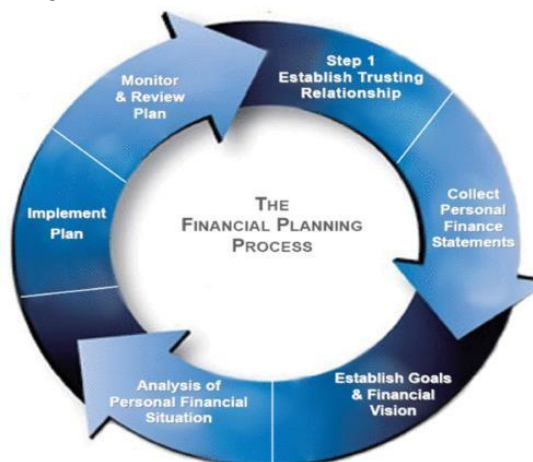 Step 1
Establish Trusting
Relationship
Collect
Personal
Finance
Statements
Establish Goals
& Financial
Vision
Analysis of
Personal Financial
Situation
Implement
Plan
Monitor
& Review
Plan
THE
FINANCIAL PLANNING
PROCESS